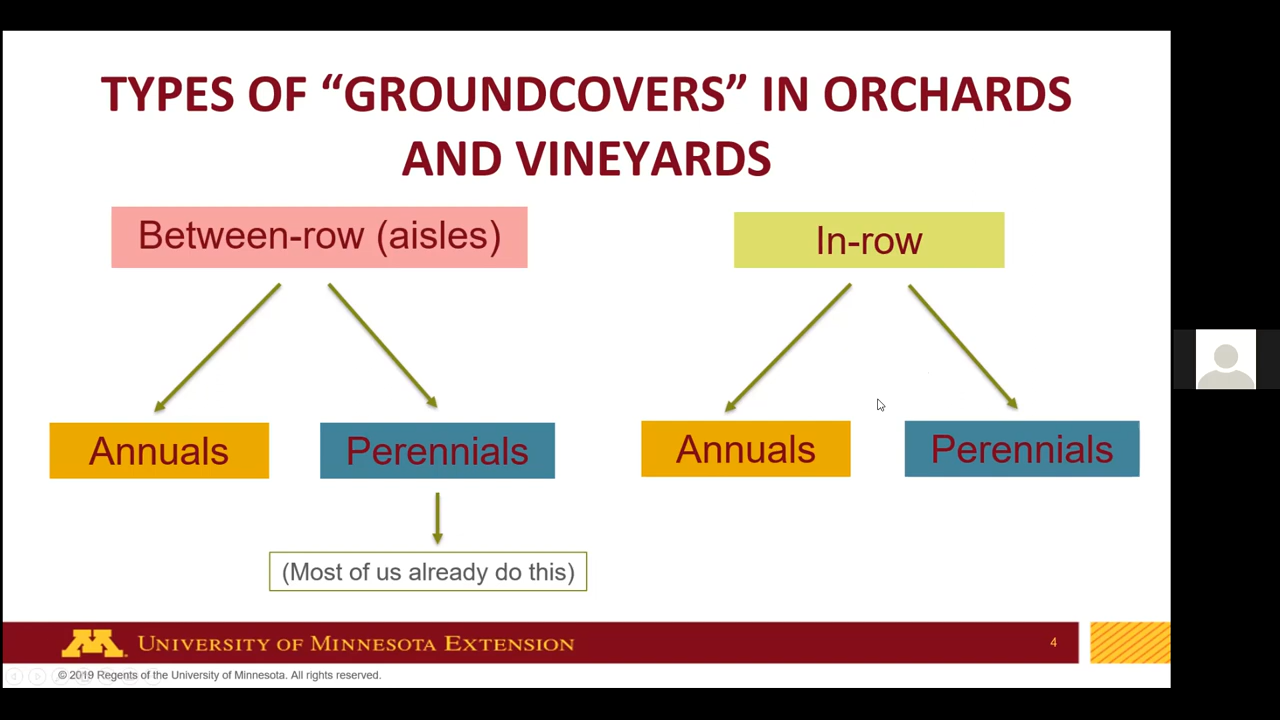 TYPES OF “GROUNDCOVERS” IN ORCHARDS
AND VINEYARDS
Between-row (aisles)
In-row
Annuals
Perennials
Annuals
Perennials
(Most of us already do this)
M
UNIVERSITY OF MINNESOTA EXTENSION
4
© 2019 Regents of the University of Minnesota. All rights reserved.